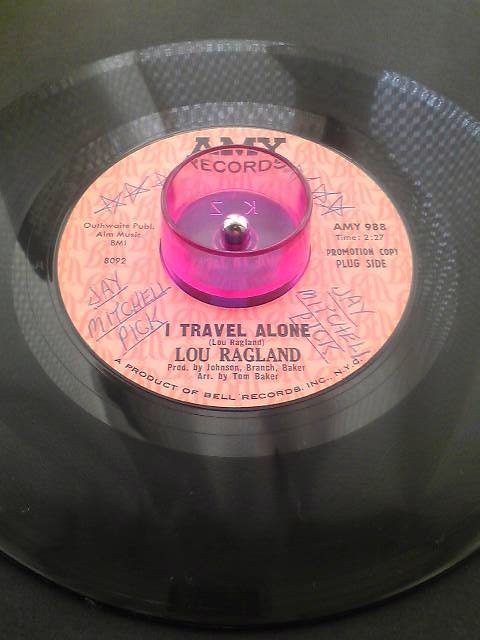 AMY
RECORDS
Outhwaite Publ.
Aim Music
BMI
8092
AMY 988
Time: 2:27
PROMOTION COPY
PLUG SIDE
JAY
MITCHELL
PICK
JAY
MITCHELL
PICK
I TRAVEL ALONE
(Lou Ragland)
LOU RAGLAND
Prod. by Johnson, Branch, Baker
Arr. by Tom Baker
A PRODUCT OF BELL RECORDS, INC., N.Y.C.